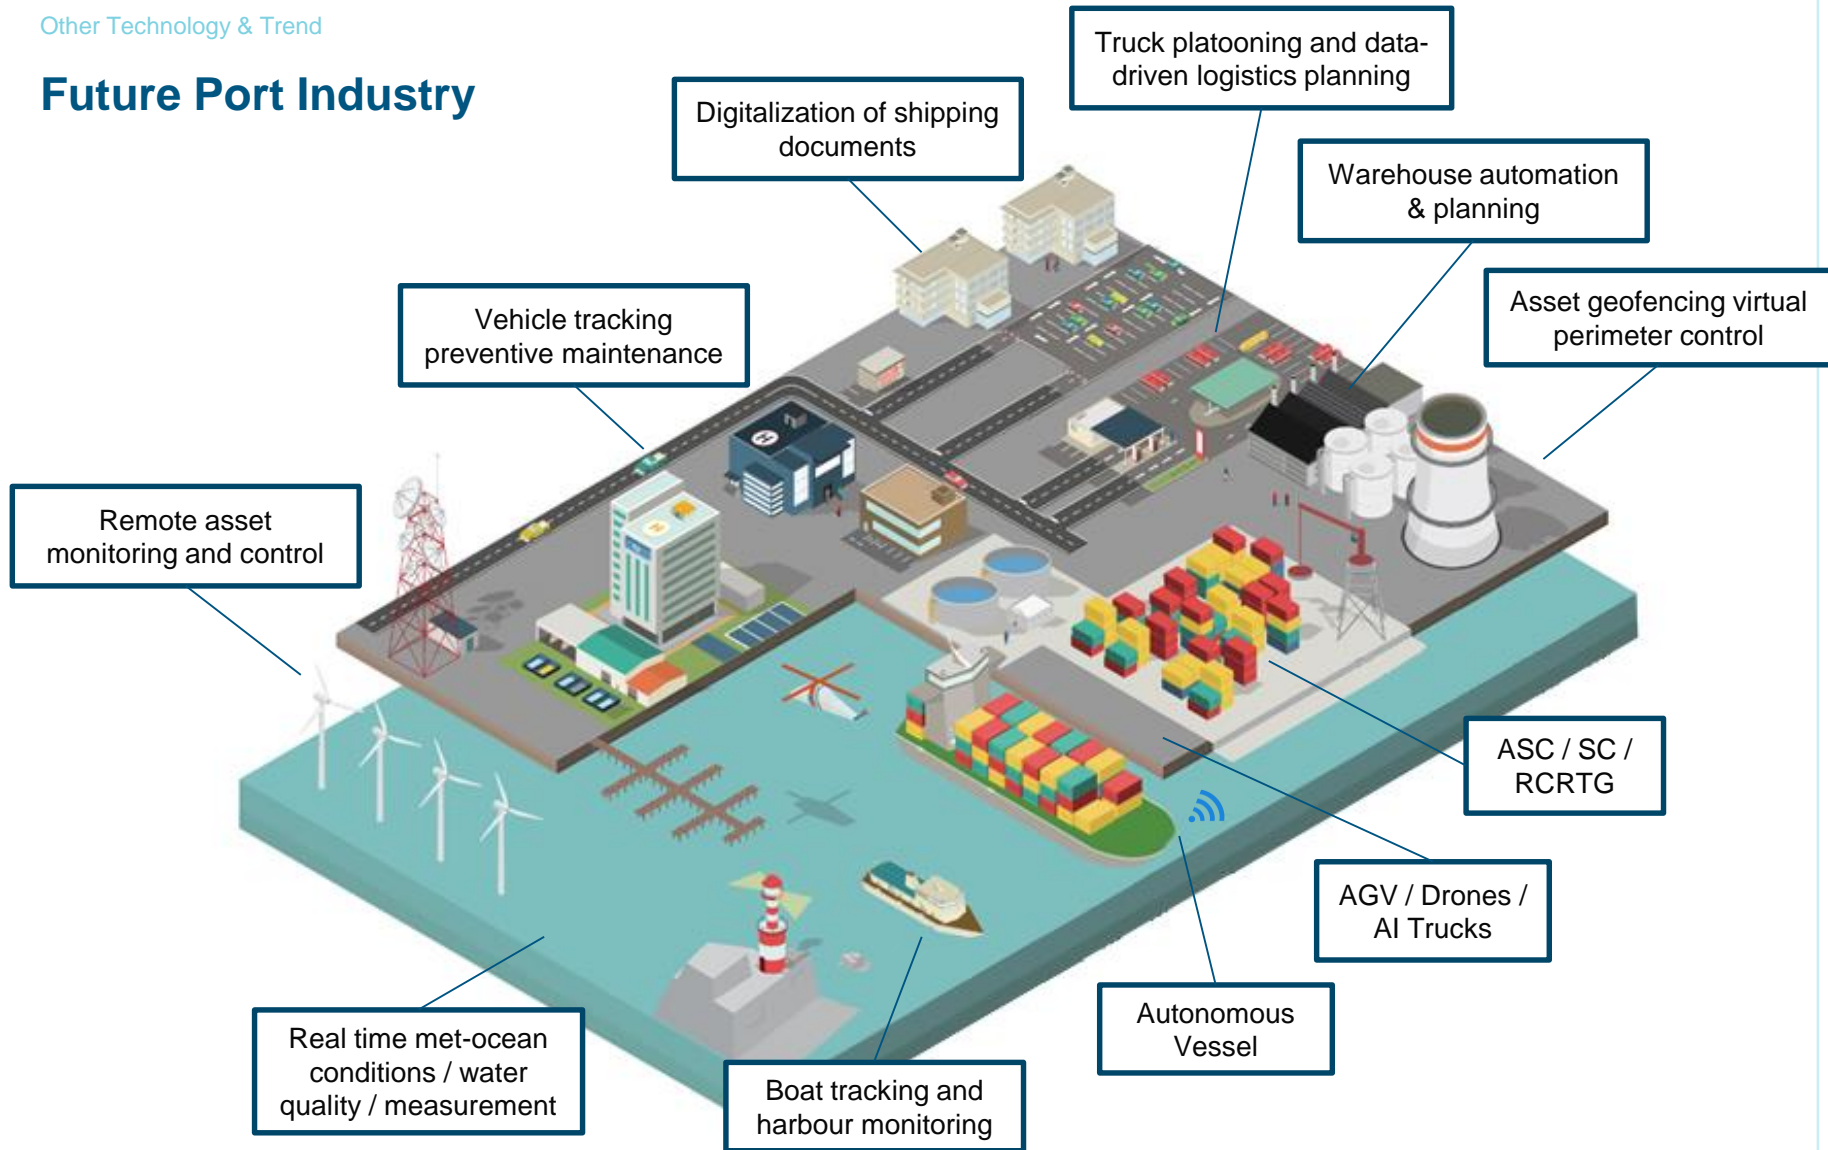 Other Technology & Trend
Future Port Industry
Truck platooning and data-
driven logistics planning
Digitalization of shipping
documents
Warehouse automation
& planning
Asset geofencing virtual
perimeter control
Vehicle tracking
preventive maintenance
Remote asset
monitoring and control
H
H
ASC / SC /
RCRTG
AGV / Drones /
AI Trucks
Autonomous
Vessel
Real time met-ocean
conditions / water
quality / measurement
Boat tracking and
harbour monitoring